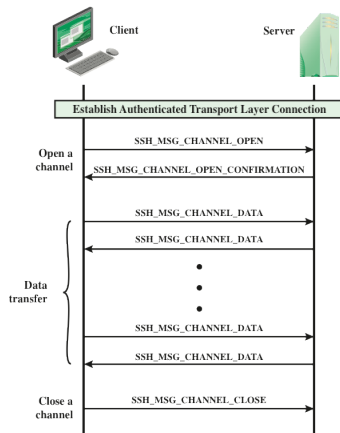 Client
Server
Establish Authenticated Transport Layer Connection
SSH_MSG_CHANNEL_OPEN
Open a
channel
SSH_MSG_CHANNEL_OPEN_CONFIRMATION
SSH_MSG_CHANNEL_DATA
SSH_MSG_CHANNEL_DATA
Data
transfer
SSH_MSG_CHANNEL_DATA
SSH_MSG_CHANNEL_DATA
Close a
channel
SSH_MSG_CHANNEL_CLOSE